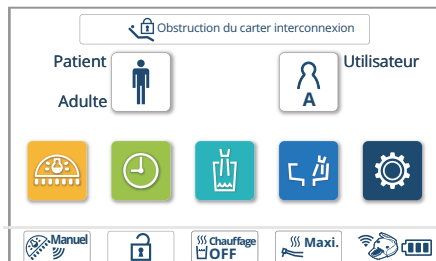 Obstruction du carter interconnexion
Patient
Utilisateur
Adulte
A
Manuel
Chauffage
OFF
Maxi.